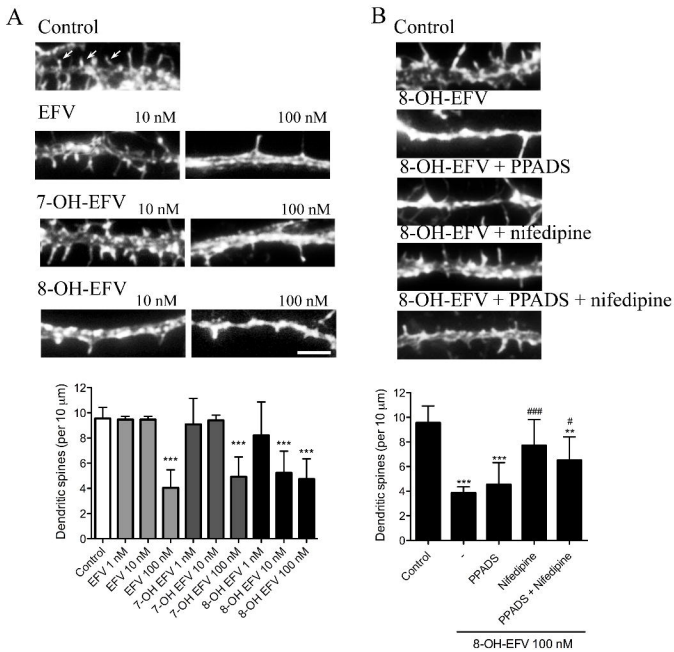 A
Control
EFV
10 nM
100 nM
7-OH-EFV
10 nM
100 nM
8-OH-EFV
10 nM
100 nM
Dendritic spines (per 10 μm)
12
10
8
6
4
2
0
***
***
***
***
Control
EFV 1 nM
EFV 10 nM
EFV 100 nM
7-OH EFV 1 nM
7-OH EFV 10 nM
7-OH EFV 100 nM
8-OH EFV 1 nM
8-OH EFV 10 nM
8-OH EFV 100 nM
B
Control
8-OH-EFV
8-OH-EFV + PPADS
8-OH-EFV + nifedipine
8-OH-EFV + PPADS + nifedipine
Dendritic spines (per 10 μm)
12
10
8
6
4
2
0
***
***
###
#
**
Control
-
PPADS
Nifedipine
PPADS + Nifedipine
8-OH-EFV 100 nM